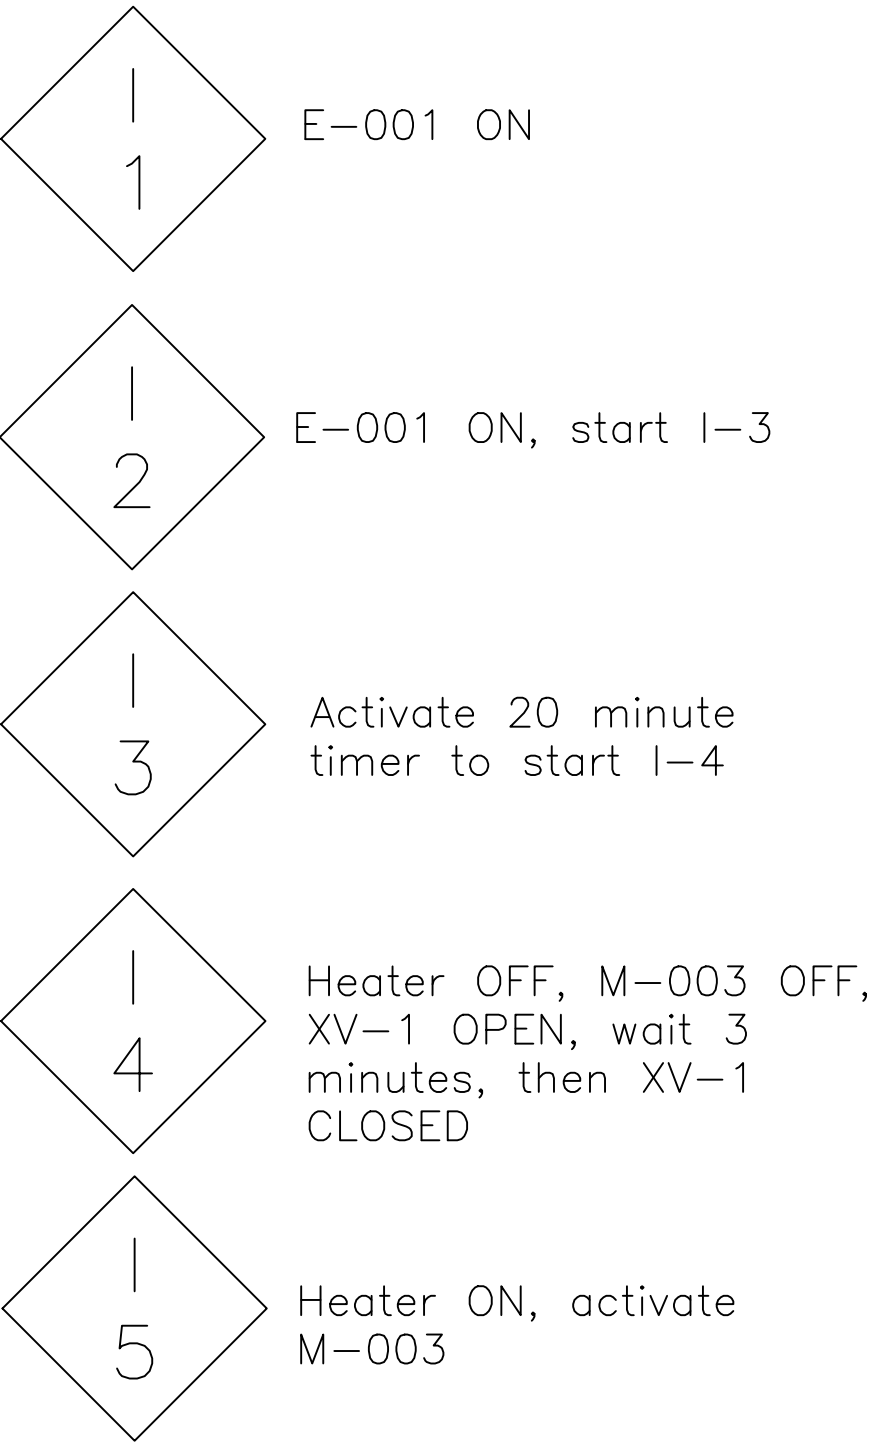 I
1
E-001 ON
I
2
E-001 ON, start I-3
I
3
Activate 20 minute
timer to start I-4
I
4
Heater OFF, M-003 OFF,
XV-1 OPEN, wait 3
minutes, then XV-1
CLOSED
I
5
Heater ON, activate
M-003